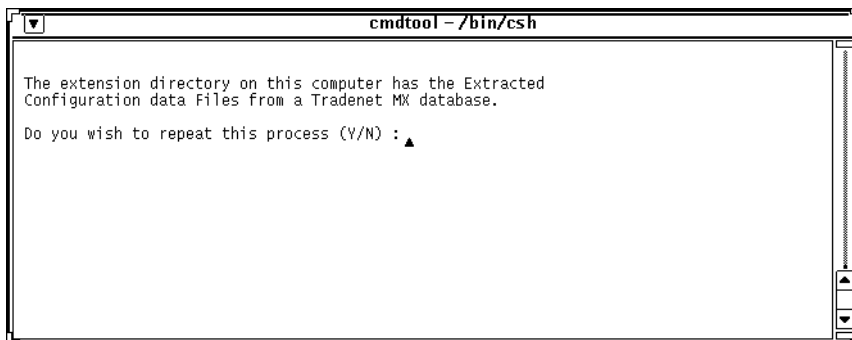 cmdtool – /bin/csh
The extension directory on this computer has the Extracted
Configuration data Files from a Tradenet MX database.
Do you wish to repeat this process (Y/N) :